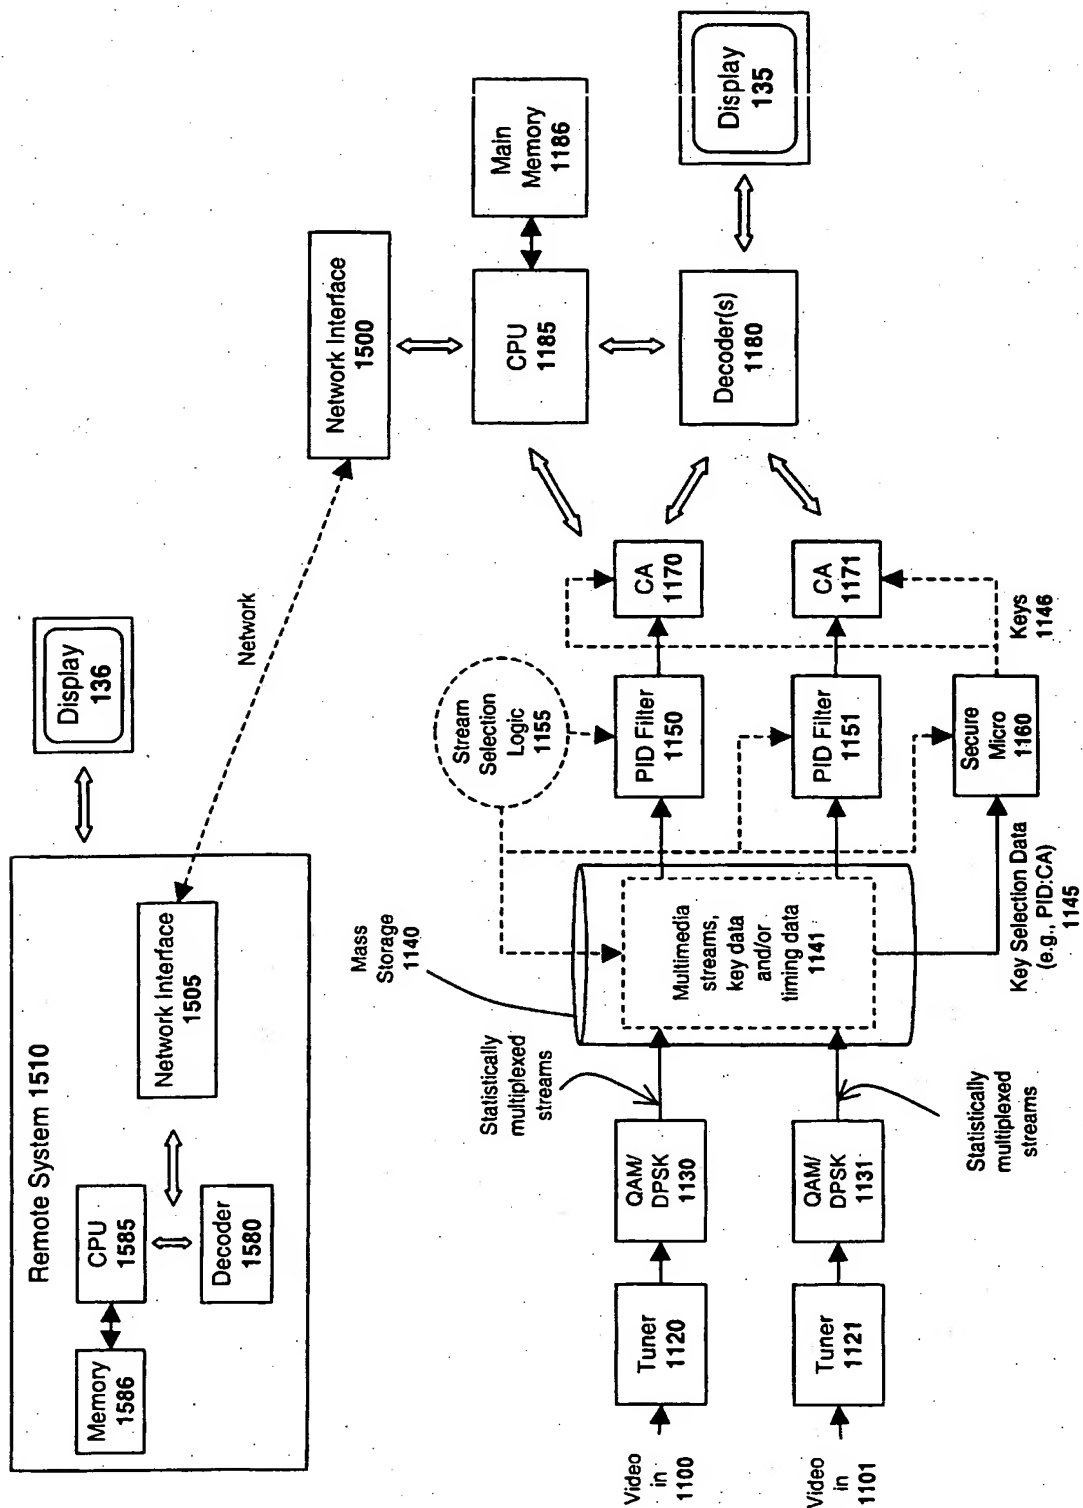 Remote System 1510
Memory
1586
CPU
1585
Decoder
1580
Network Interface
1505
Display
136
Network
Network Interface
1500
Main
Memory
1186
CPU
1185
Decoder(s)
1180
Display
135
Video
in
1100
Tuner
1120
QAM/
DPSK
1130
Statistically
multiplexed
streams
Mass
Storage
1140
Multimedia
streams,
key data
and/or
timing data
1141
Stream
Selection
Logic
1155
PID Filter
1150
CA
1170
Video
in
1101
Tuner
1121
QAM/
DPSK
1131
Statistically
multiplexed
streams
PID Filter
1151
CA
1171
Key Selection Data
(e.g., PID:CA)
1145
Secure
Micro
1160
Keys
1146